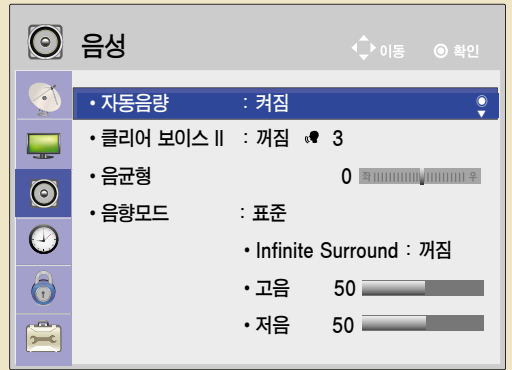 음성 이동 확인
• 자동음량 : 켜짐
• 클리어 보이스 II : 꺼짐 3
• 음균형 0 좌 우
• 음향모드 : 표준
• Infinite Surround : 꺼짐
• 고음 50
• 저음 50